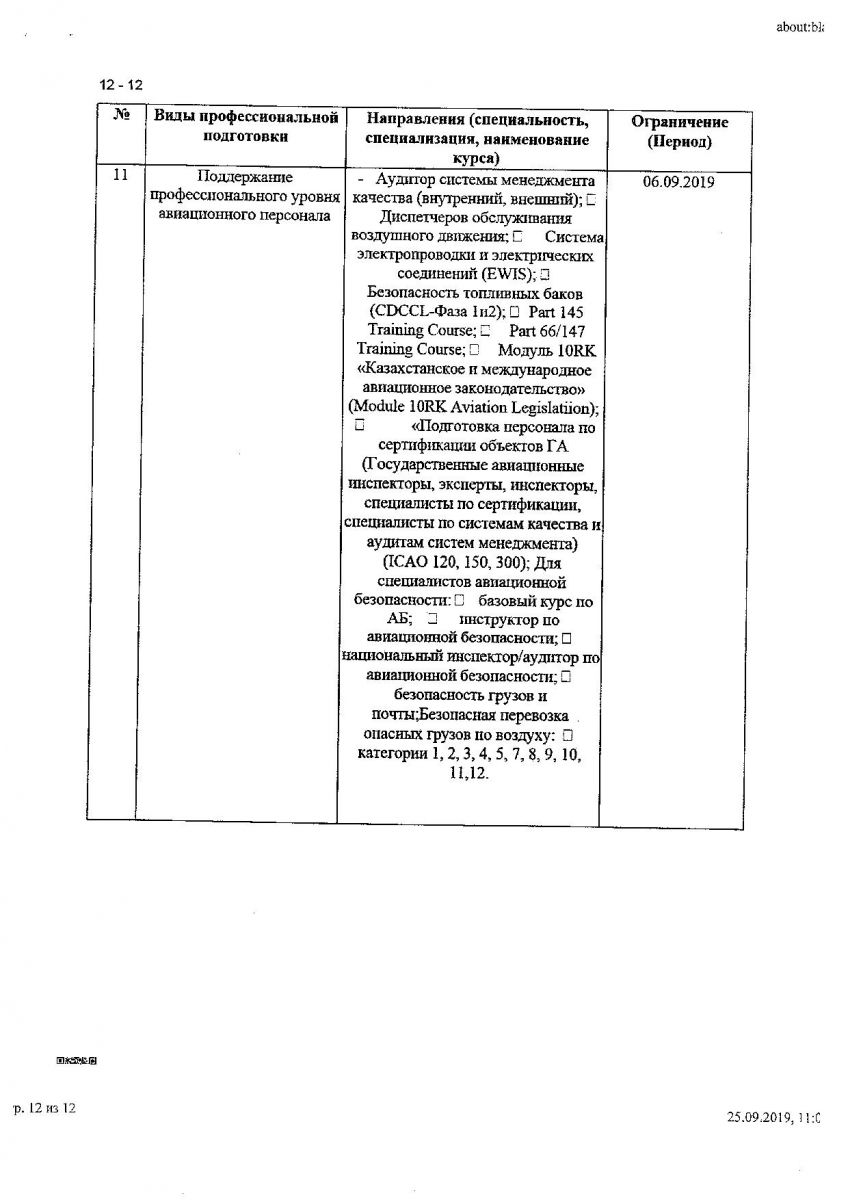 about:bla
12 - 12
№
Виды профессиональной
подготовки
Направления (специальность,
специализация, наименование
курса)
Ограничение
(Период)
11
Поддержание
профессионального уровня
авиационного персонала
- Аудитор системы менеджмента
качества (внутренний, внешний); □
Диспетчеров обслуживания
воздушного движения; □ Система
электропроводки и электрических
соединений (EWIS); □
Безопасность топливных баков
(CDCCL-Фаза 1и2); □ Part 145
Training Course; □ Part 66/147
Training Course; □ Модуль 10RK
«Казахстанское и международное
авиационное законодательство»
(Module 10RK Aviation Legislatiion);
□ «Подготовка персонала по
сертификации объектов ГА
(Государственные авиационные
инспекторы, эксперты, инспекторы,
специалисты по сертификации,
специалисты по системам качества и
аудитам систем менеджмента)
(ICAO 120, 150, 300); Для
специалистов авиационной
безопасности: □ базовый курс по
АБ; □ инструктор по
авиационной безопасности; □
национальный инспектор/аудитор по
авиационной безопасности; □
безопасность грузов и
почты;Безопасная перевозка
опасных грузов по воздуху: □
категории 1, 2, 3, 4, 5, 7, 8, 9, 10,
11,12.
06.09.2019
р. 12 из 12
25.09.2019, 11:0